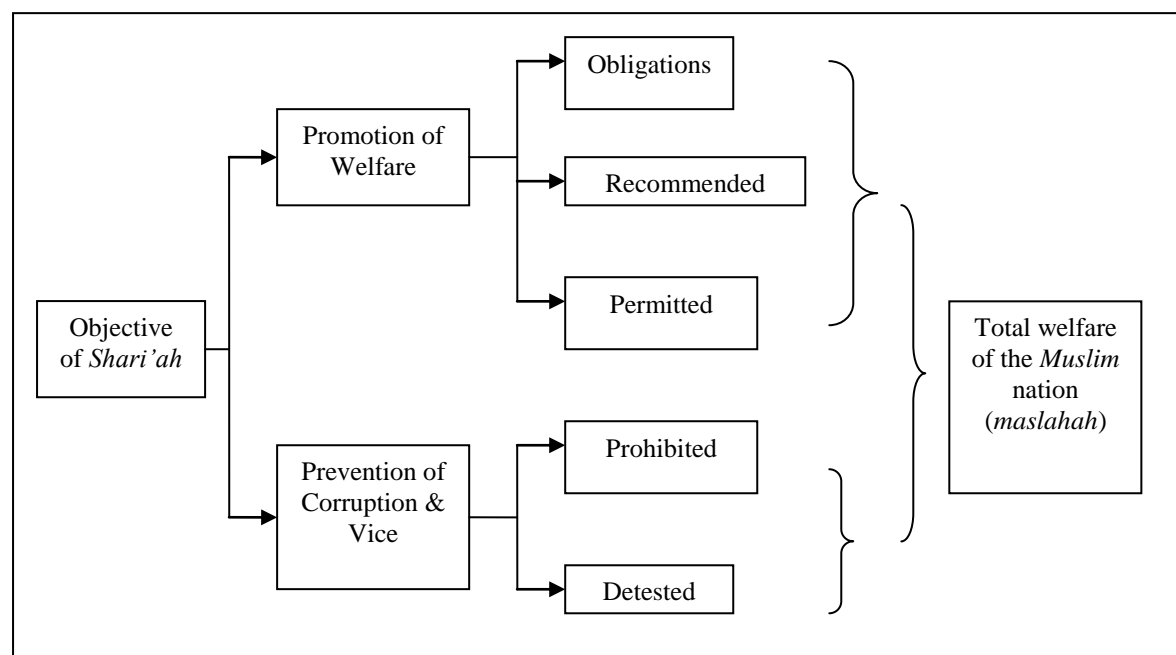 Objective
of Shari’ah
Promotion of
Welfare
Prevention of
Corruption &
Vice
Obligations
Recommended
Permitted
Prohibited
Detested
Total welfare
of the Muslim
nation
(maslahah)